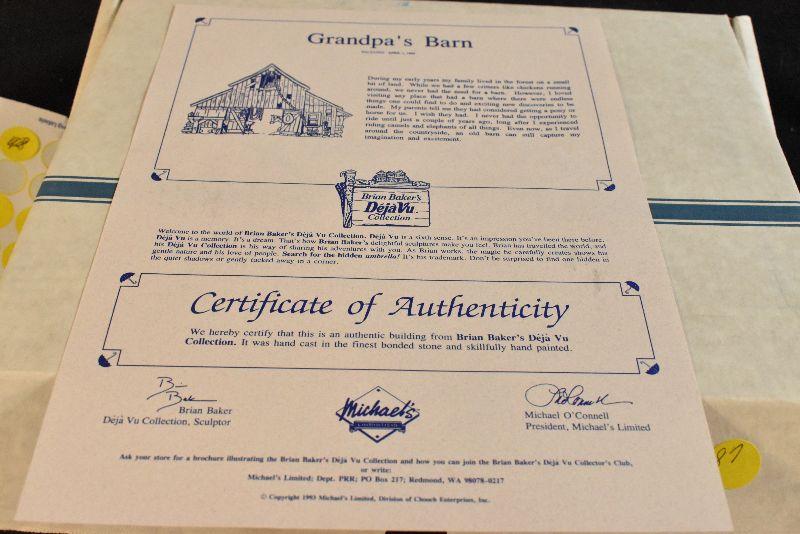 Grandpa's Barn
During my early years my family lived in the forest on a small
bit of land. While we had a few critters like chickens running
around, we never had the need for a barn. However, I loved
visiting any place that had a barn where there were endless
things one could find to do and exciting new discoveries to be
made. My parents tell me they had considered getting a pony or
horse for us. I wish they had. I never had the opportunity to
ride until just a couple of years ago, long after I experienced
riding camels and elephants of all things. Even now, as I travel
around the countryside, an old barn can still capture my
imagination and excitement.
Brian Baker's
DéjàVu
Collection
Welcome to the world of Brian Baker's Déjà Vu Collection. Déjà Vu is a sixth sense. It's an impression you've been there before.
Déjà Vu is a memory. It's a dream. That's how Brian Baker's delightful sculptures make you feel. Brian has travelled the world, and
his Déjà Vu Collection is his way of sharing his adventures with you. As Brian works, the magic he carefully creates shows his
gentle nature and his love of people. Search for the hidden umbrella! It's his trademark. Don't be surprised to find one hidden in
the quiet shadows or gently tucked away in a corner.
Certificate of Authenticity
We hereby certify that this is an authentic building from Brian Baker's Déjà Vu
Collection. It was hand cast in the finest bonded stone and skillfully hand painted.
Brian Baker
Déjà Vu Collection, Sculptor
Michael's
Michael O'Connell
President, Michael's Limited
Ask your store for a brochure illustrating the Brian Baker's Déjà Vu Collection and how you can join the Brian Baker's Déjà Vu Collector's Club,
or write:
Michael's Limited; Dept. PRR; PO Box 217; Redmond, WA 98078-0217
© Copyright 1993 Michael's Limited, Division of Chouch Enterprises, Inc.
87